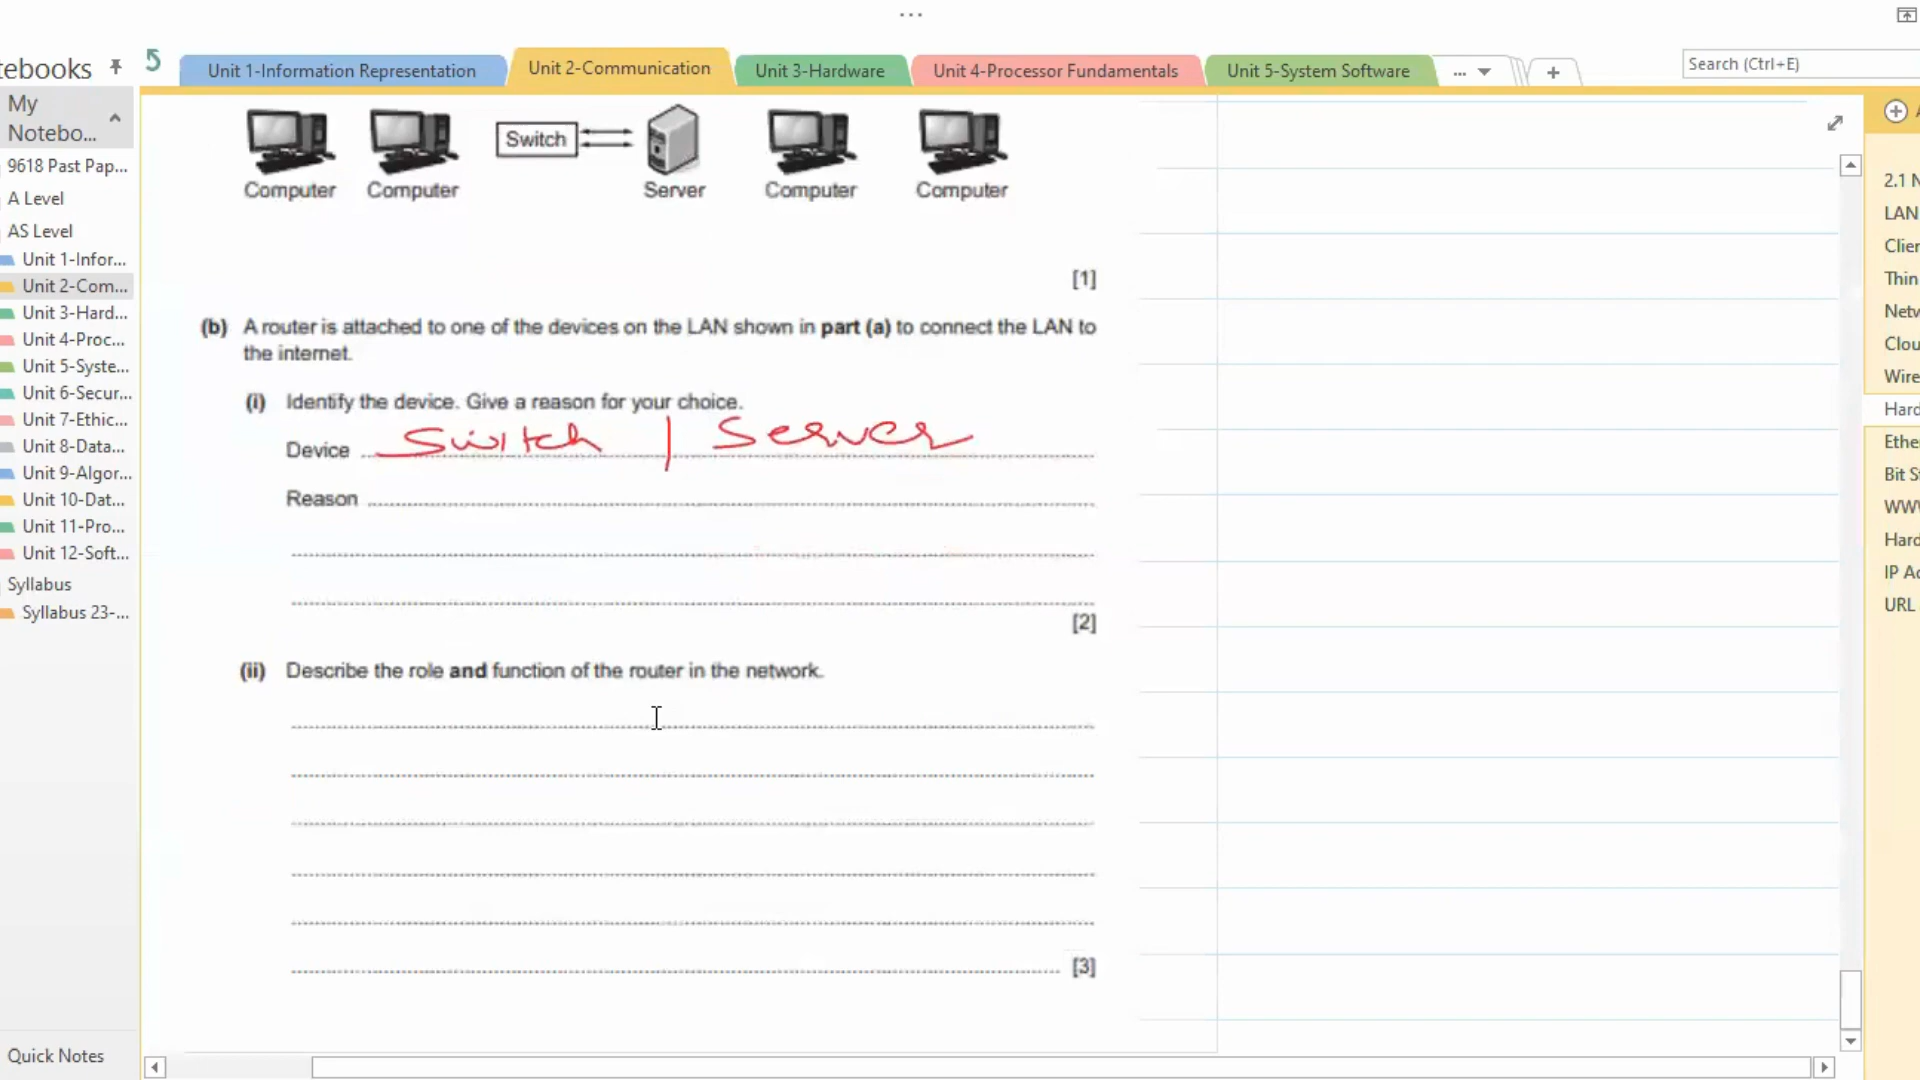 ...
tebooks
Unit 1-Information Representation
Unit 2-Communication
Unit 3-Hardware
Unit 4-Processor Fundamentals
Unit 5-System Software
...
Search (Ctrl+E)
My
Notebo...
9618 Past Pap...
A Level
AS Level
Unit 1-Infor...
Unit 2-Com...
Unit 3-Hard...
Unit 4-Proc...
Unit 5-Syste...
Unit 6-Secur...
Unit 7-Ethic...
Unit 8-Data...
Unit 9-Algor...
Unit 10-Dat...
Unit 11-Pro...
Unit 12-Soft...
Syllabus
Syllabus 23-...
Quick Notes
Switch
Computer Computer Server Computer Computer
[1]
(b) A router is attached to one of the devices on the LAN shown in part (a) to connect the LAN to
the internet.
(i) Identify the device. Give a reason for your choice.
Device Switch | Server
Reason
[2]
(ii) Describe the role and function of the router in the network.
[3]
2.1 N
LAN
Clien
Thin
Netw
Clou
Wire
Hard
Ethe
Bit S
WWW
Hard
IP A
URL